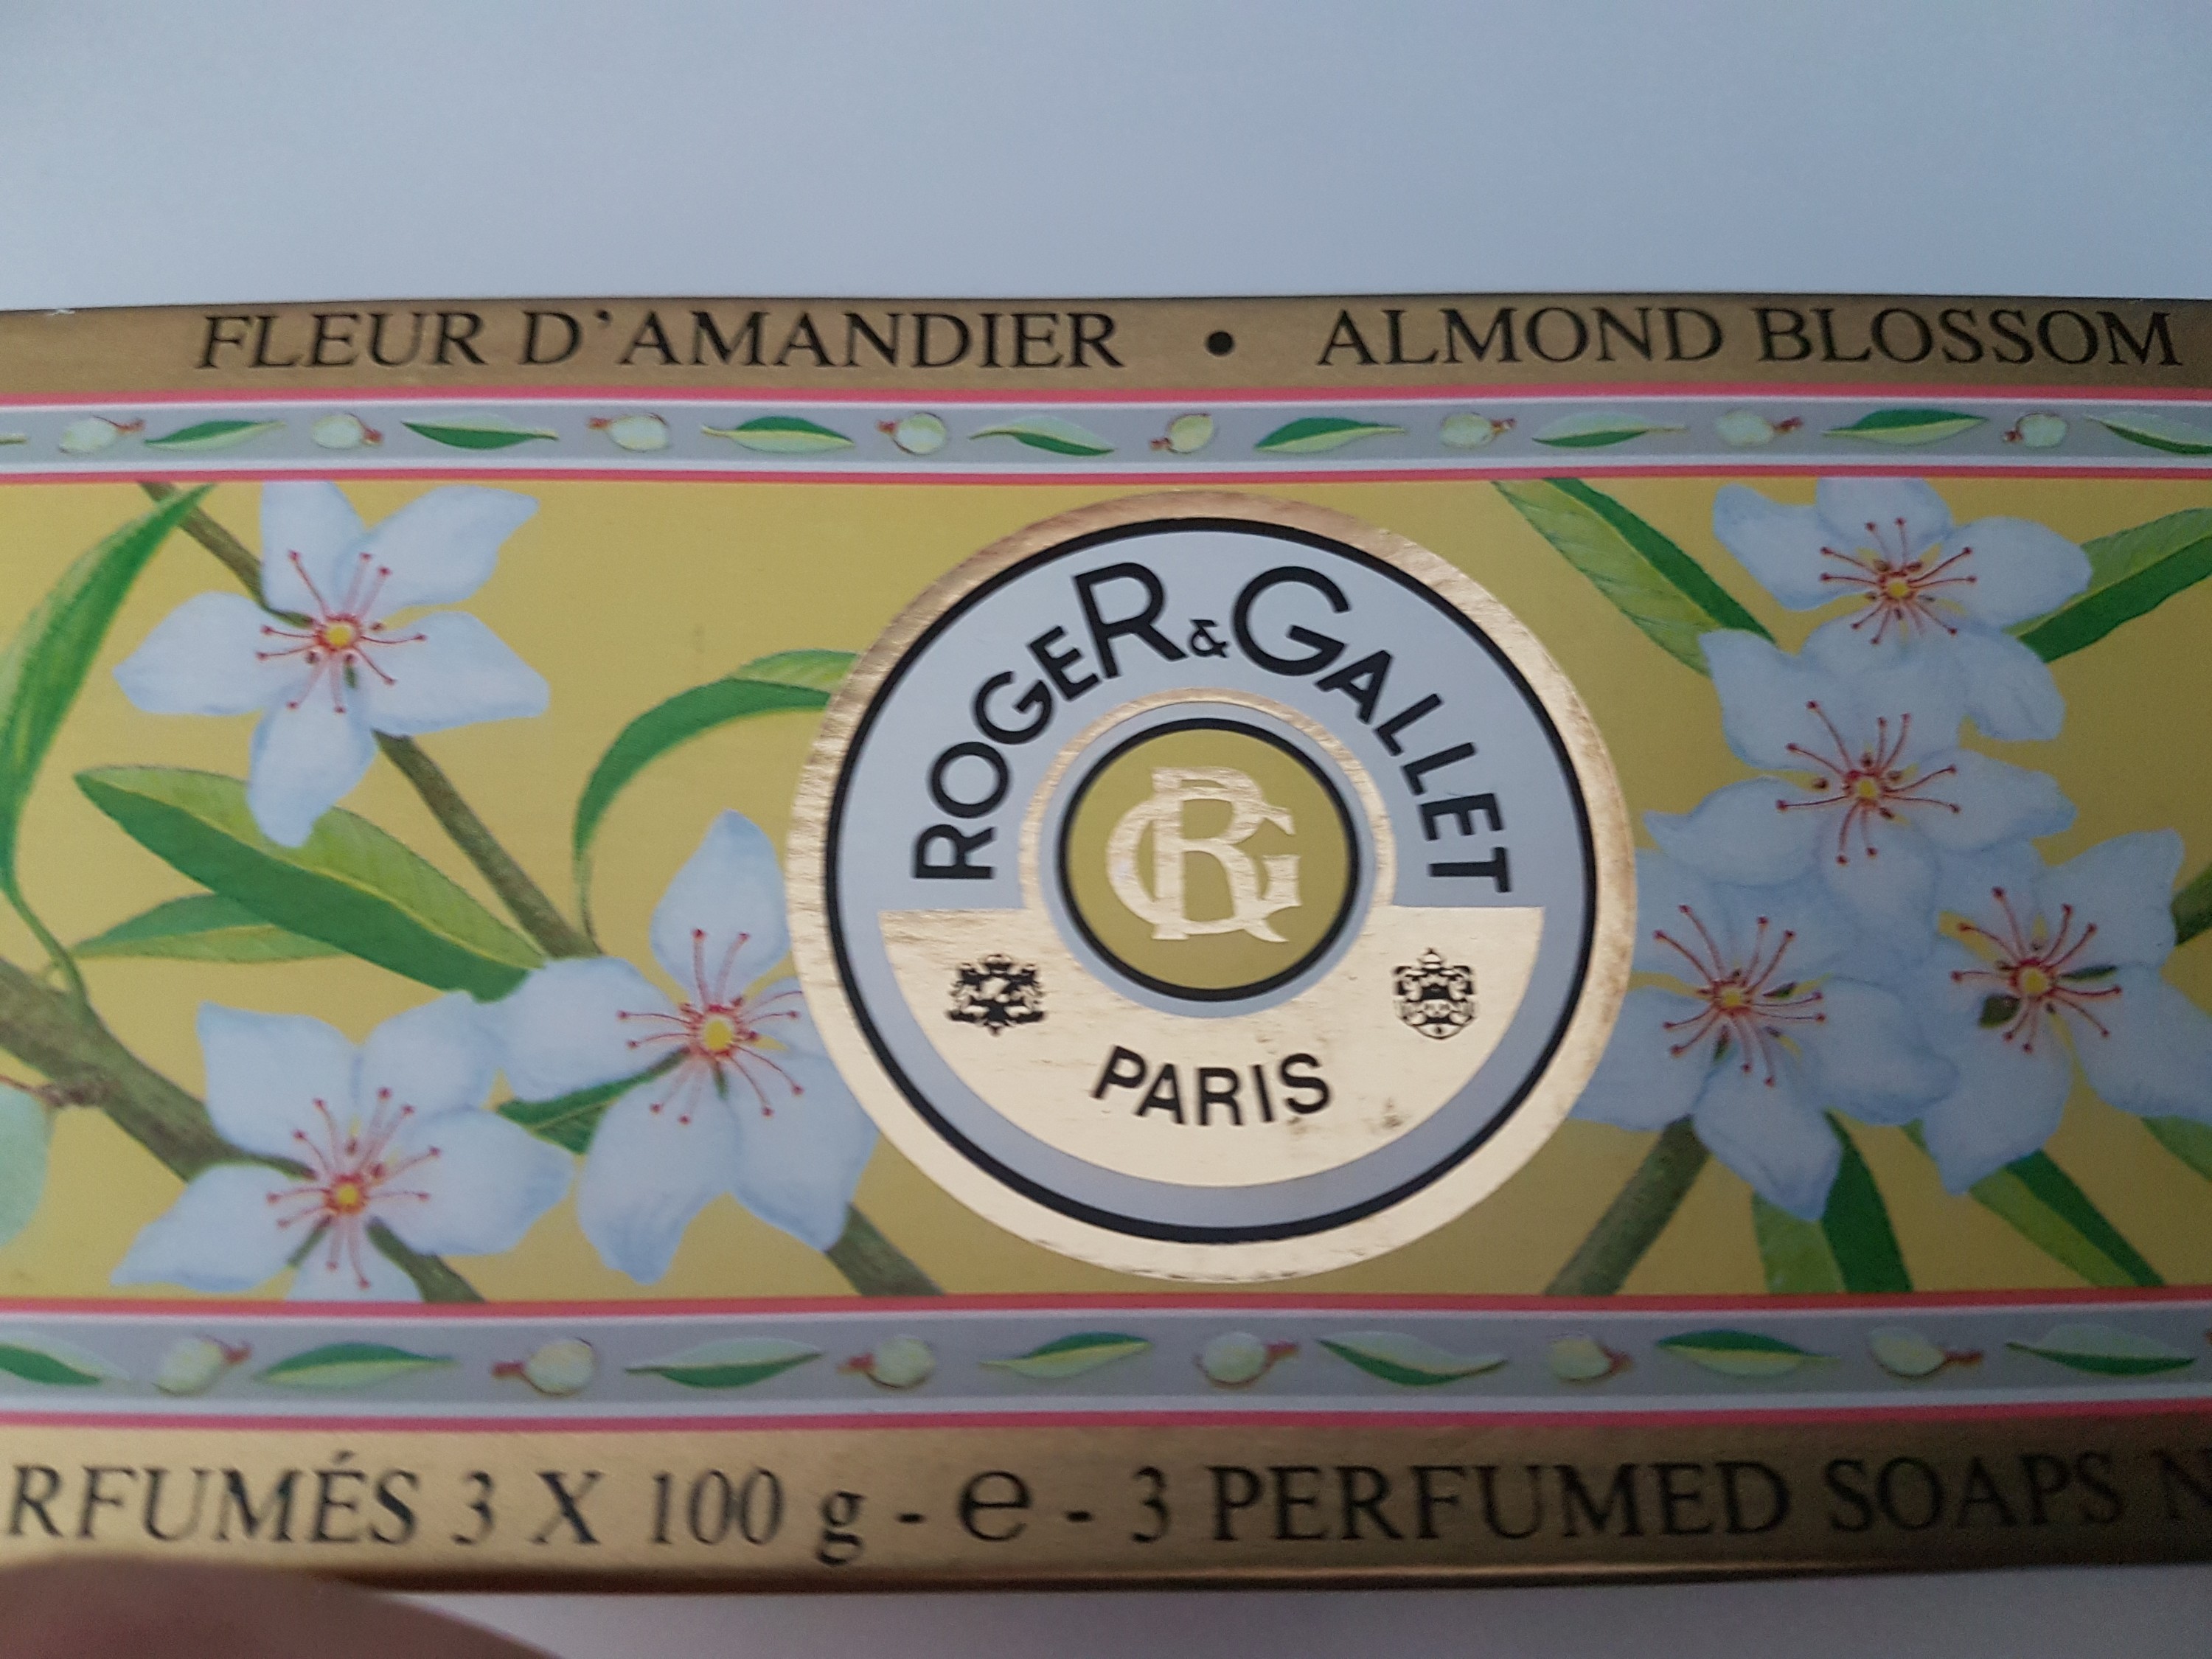 FLEUR D'AMANDIER • ALMOND BLOSSOM
ROGER & GALLET
RG
PARIS
RFUMÉS 3 X 100 g - e - 3 PERFUMED SOAPS N